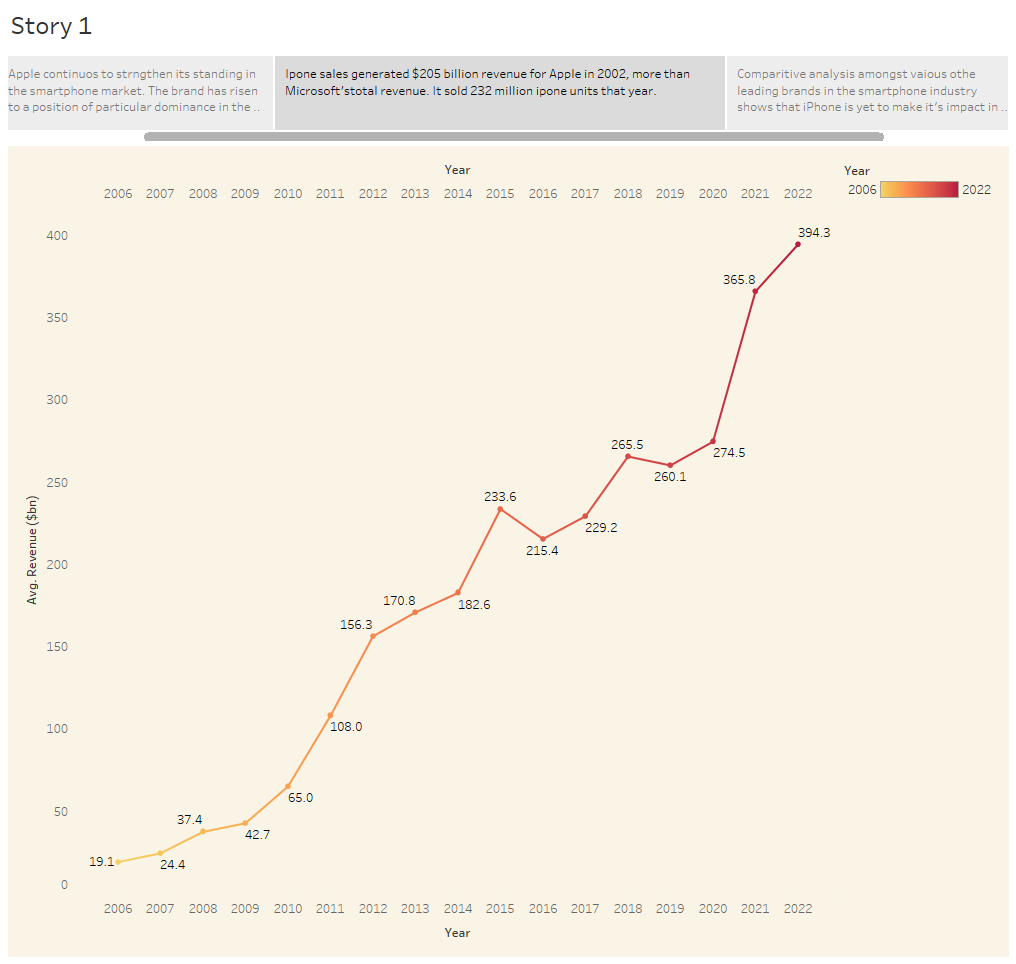 Story 1
Apple continuos to strngthen its standing in
the smartphone market. The brand has risen
to a position of particular dominance in the ..
Ipone sales generated $205 billion revenue for Apple in 2002, more than
Microsoft'stotal revenue. It sold 232 million ipone units that year.
Comparitive analysis amongst vaious othe
leading brands in the smartphone industry
shows that iPhone is yet to make it's impact in ..
Year
2006 2007 2008 2009 2010 2011 2012 2013 2014 2015 2016 2017 2018 2019 2020 2021 2022
Year
2006 2022
400
350
300
250
200
150
100
50
0
Avg. Revenue ($bn)
19.1
24.4
37.4
42.7
65.0
108.0
156.3
170.8
182.6
233.6
215.4
229.2
265.5
260.1
274.5
365.8
394.3
2006 2007 2008 2009 2010 2011 2012 2013 2014 2015 2016 2017 2018 2019 2020 2021 2022
Year